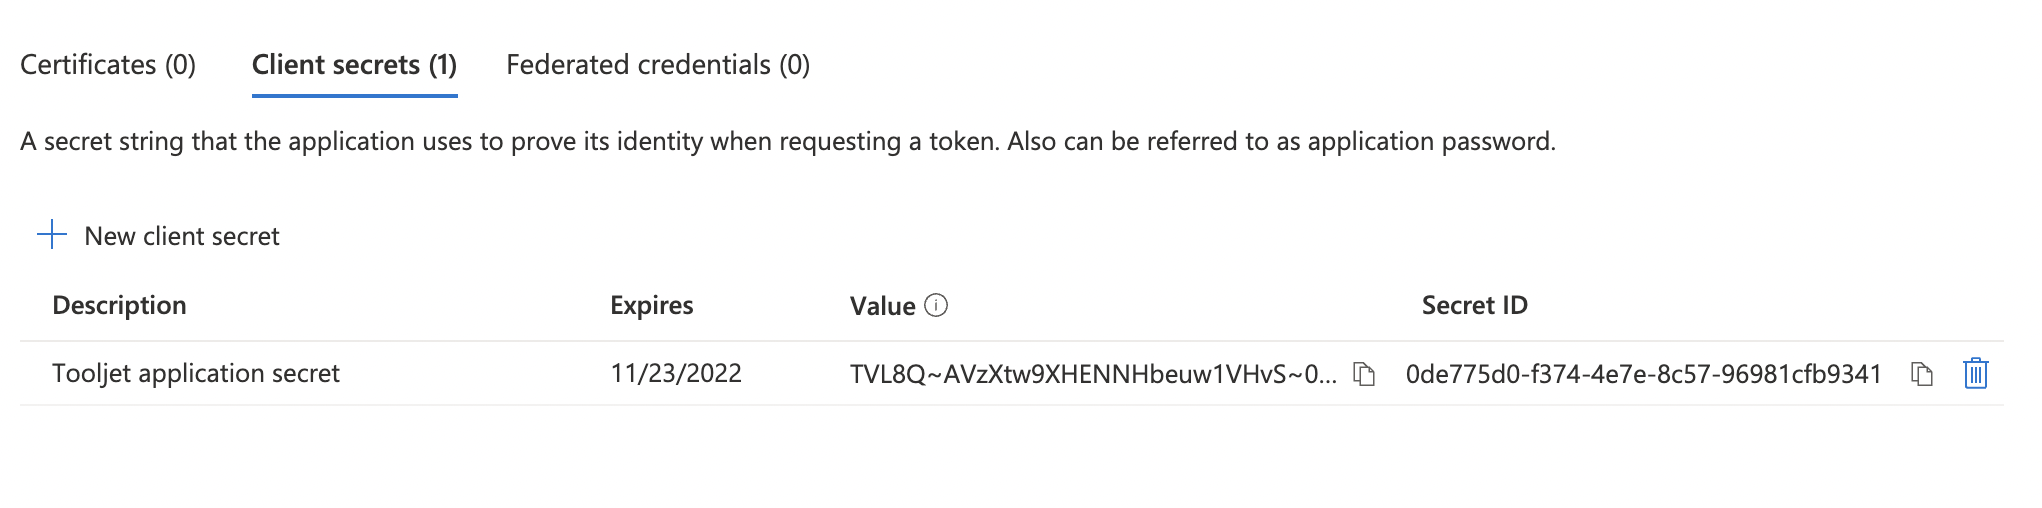 Certificates (0) Client secrets (1) Federated credentials (0)
A secret string that the application uses to prove its identity when requesting a token. Also can be referred to as application password.
New client secret
Description Expires Value Secret ID
Tooljet application secret 11/23/2022 TVL8Q~AVzXtw9XHENNHbeuw1VHvS~0... 0de775d0-f374-4e7e-8c57-96981cfb9341